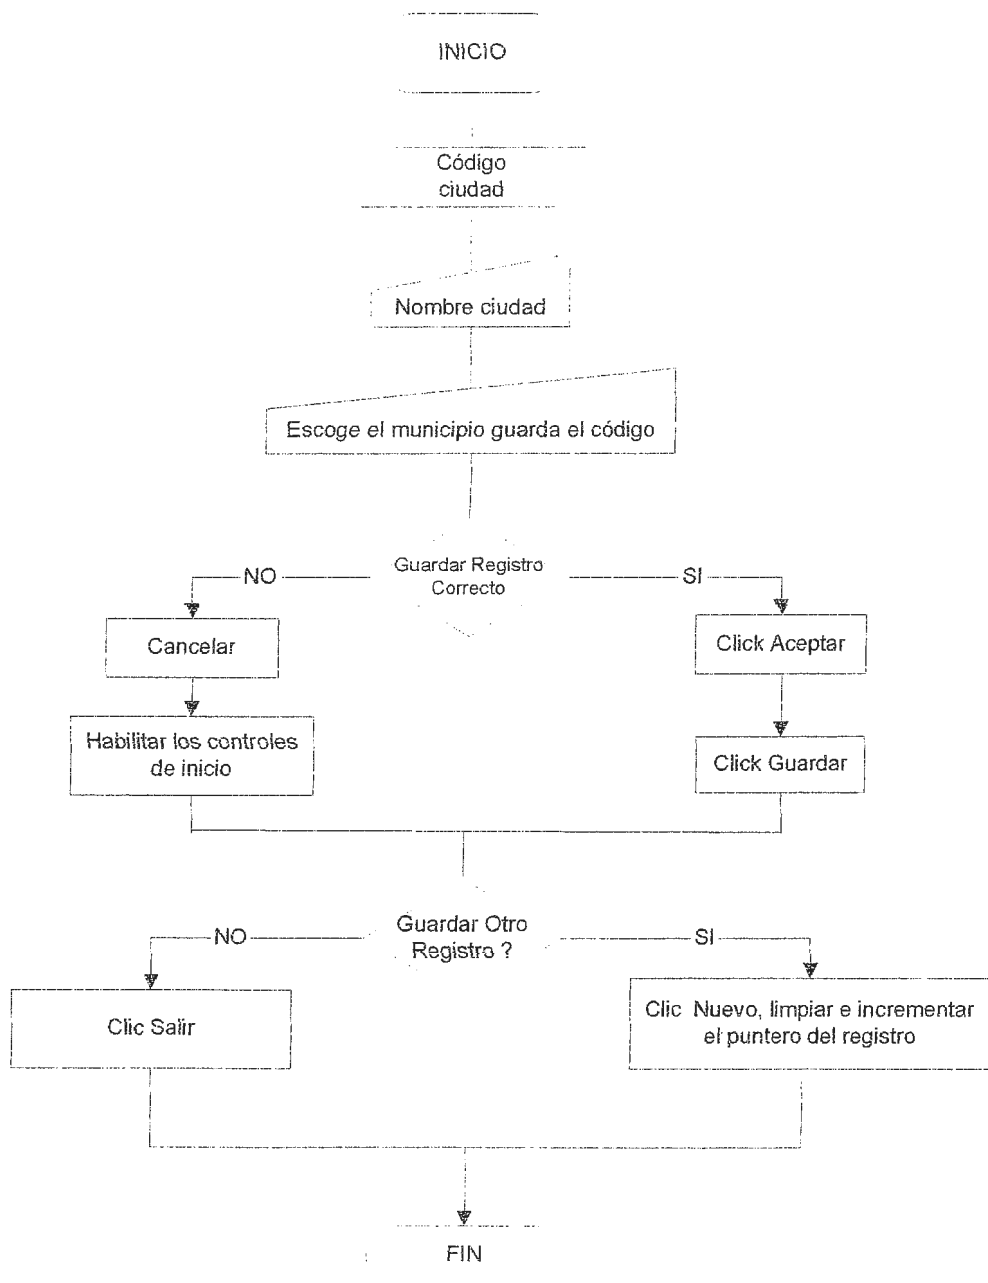 INICIO
Código
ciudad
Nombre ciudad
Escoge el municipio guarda el código
Guardar Registro
Correcto
NO
SI
Cancelar
Click Aceptar
Habilitar los controles
de inicio
Click Guardar
Guardar Otro
Registro ?
NO
SI
Clic Salir
Clic Nuevo, limpiar e incrementar
el puntero del registro
FIN